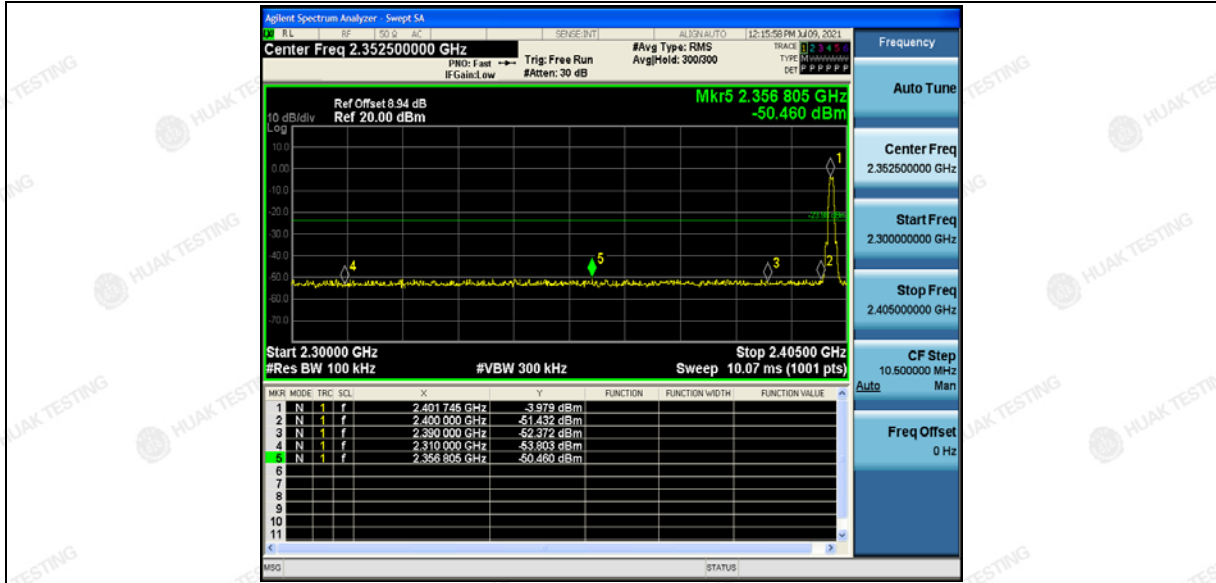 Agilent Spectrum Analyzer - Swept SA
RL RF 50 Ω AC SENSE:INT ALIGN AUTO 12:15:58 PM Jul 09, 2021
Center Freq 2.352500000 GHz
PNO: Fast
IFGain:Low
Trig: Free Run
#Atten: 30 dB
#Avg Type: RMS
Avg|Hold: 300/300
TRACE 1 2 3 4 5 6
TYPE M
DET P P P P P P
Frequency
Mkr5 2.356 805 GHz
-50.460 dBm
Ref Offset 8.94 dB
10 dB/div Ref 20.00 dBm
Log
10.0
0.00
-10.0
-20.0
-30.0
-40.0
-50.0
-60.0
-70.0
1
4
5
3
2
Start 2.30000 GHz Stop 2.40500 GHz
#Res BW 100 kHz #VBW 300 kHz Sweep 10.07 ms (1001 pts)
MKR MODE TRC SCL X Y FUNCTION FUNCTION WIDTH FUNCTION VALUE
1 N 1 f 2.401 745 GHz -3.979 dBm
2 N 1 f 2.400 000 GHz -51.432 dBm
3 N 1 f 2.390 000 GHz -52.372 dBm
4 N 1 f 2.310 000 GHz -53.803 dBm
5 N 1 f 2.356 805 GHz -50.460 dBm
6
7
8
9
10
11
MSG STATUS
Auto Tune
Center Freq
2.352500000 GHz
Start Freq
2.300000000 GHz
Stop Freq
2.405000000 GHz
CF Step
10.500000 MHz
Auto Man
Freq Offset
0 Hz
HUAK TESTING
HUAK TESTING
HUAK TESTING